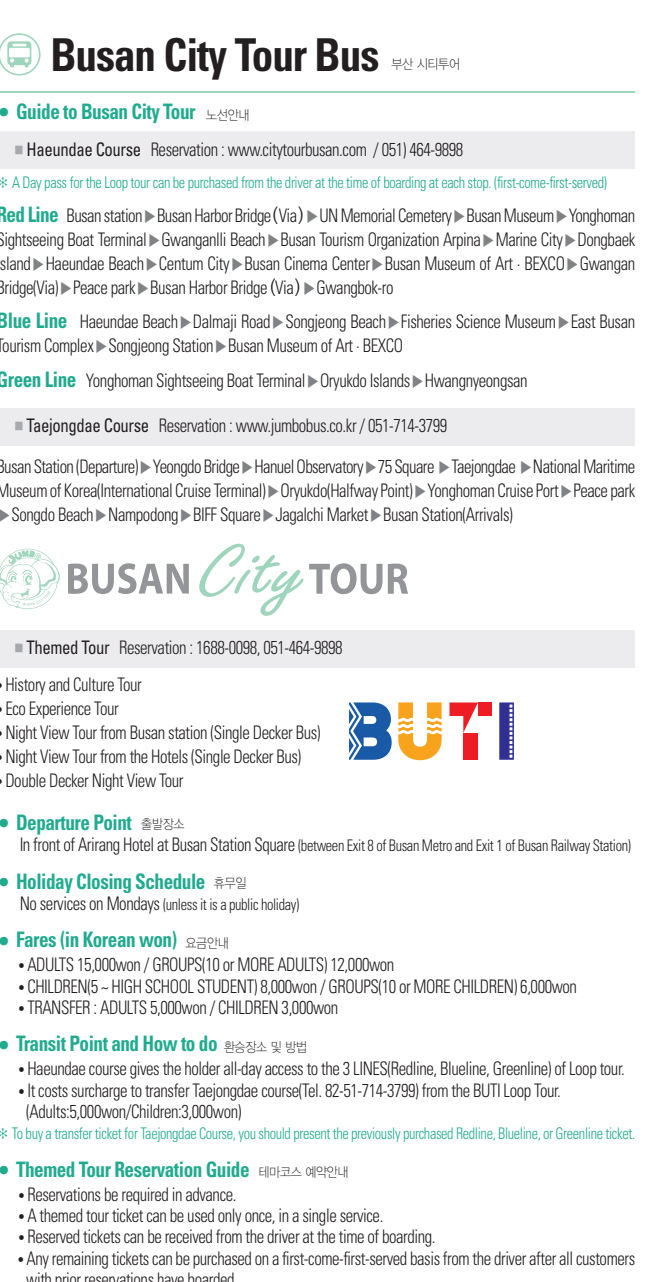 Busan City Tour Bus 부산 시티투어
• Guide to Busan City Tour 노선안내
■ Haeundae Course Reservation : www.citytourbusan.com / 051) 464-9898
※ A Day pass for the Loop tour can be purchased from the driver at the time of boarding at each stop. (first-come-first-served)
Red Line Busan station ▶ Busan Harbor Bridge (Via) ▶ UN Memorial Cemetery ▶ Busan Museum ▶ Yonghoman
Sightseeing Boat Terminal ▶ Gwanganlli Beach ▶ Busan Tourism Organization Arpina ▶ Marine City ▶ Dongbaek
Island ▶ Haeundae Beach ▶ Centum City ▶ Busan Cinema Center ▶ Busan Museum of Art · BEXCO ▶ Gwangan
Bridge(Via) ▶ Peace park ▶ Busan Harbor Bridge (Via) ▶ Gwangbok-ro
Blue Line Haeundae Beach ▶ Dalmaji Road ▶ Songjeong Beach ▶ Fisheries Science Museum ▶ East Busan
Tourism Complex ▶ Songjeong Station ▶ Busan Museum of Art · BEXCO
Green Line Yonghoman Sightseeing Boat Terminal ▶ Oryukdo Islands ▶ Hwangnyeongsan
■ Taejongdae Course Reservation : www.jumbobus.co.kr / 051-714-3799
Busan Station (Departure) ▶ Yeongdo Bridge ▶ Hanuel Observatory ▶ 75 Square ▶ Taejongdae ▶ National Maritime
Museum of Korea(International Cruise Terminal) ▶ Oryukdo(Halfway Point) ▶ Yonghoman Cruise Port ▶ Peace park
▶ Songdo Beach ▶ Nampodong ▶ BIFF Square ▶ Jagalchi Market ▶ Busan Station(Arrivals)
JUMBO
BUSAN City TOUR
■ Themed Tour Reservation : 1688-0098, 051-464-9898
• History and Culture Tour
• Eco Experience Tour
• Night View Tour from Busan station (Single Decker Bus)
• Night View Tour from the Hotels (Single Decker Bus)
• Double Decker Night View Tour
BUTI
• Departure Point 출발장소
In front of Arirang Hotel at Busan Station Square (between Exit 8 of Busan Metro and Exit 1 of Busan Railway Station)
• Holiday Closing Schedule 휴무일
No services on Mondays (unless it is a public holiday)
• Fares (in Korean won) 요금안내
• ADULTS 15,000won / GROUPS(10 or MORE ADULTS) 12,000won
• CHILDREN(5 ~ HIGH SCHOOL STUDENT) 8,000won / GROUPS(10 or MORE CHILDREN) 6,000won
• TRANSFER : ADULTS 5,000won / CHILDREN 3,000won
• Transit Point and How to do 환승장소 및 방법
• Haeundae course gives the holder all-day access to the 3 LINES(Redline, Blueline, Greenline) of Loop tour.
• It costs surcharge to transfer Taejongdae course(Tel. 82-51-714-3799) from the BUTI Loop Tour.
(Adults:5,000won/Children:3,000won)
※ To buy a transfer ticket for Taejongdae Course, you should present the previously purchased Redline, Blueline, or Greenline ticket.
• Themed Tour Reservation Guide 테마코스 예약안내
• Reservations be required in advance.
• A themed tour ticket can be used only once, in a single service.
• Reserved tickets can be received from the driver at the time of boarding.
• Any remaining tickets can be purchased on a first-come-first-served basis from the driver after all customers
with prior reservations have boarded